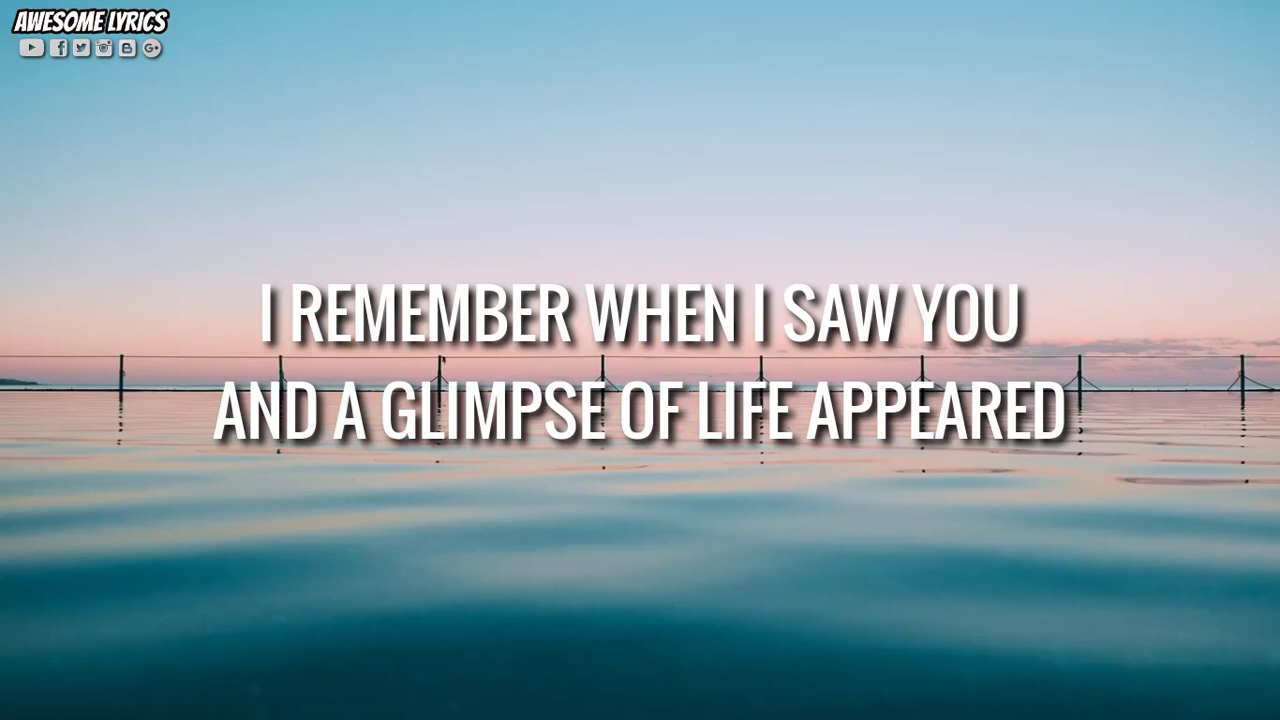 AWESOME LYRICS
I REMEMBER WHEN I SAW YOU
AND A GLIMPSE OF LIFE APPEARED